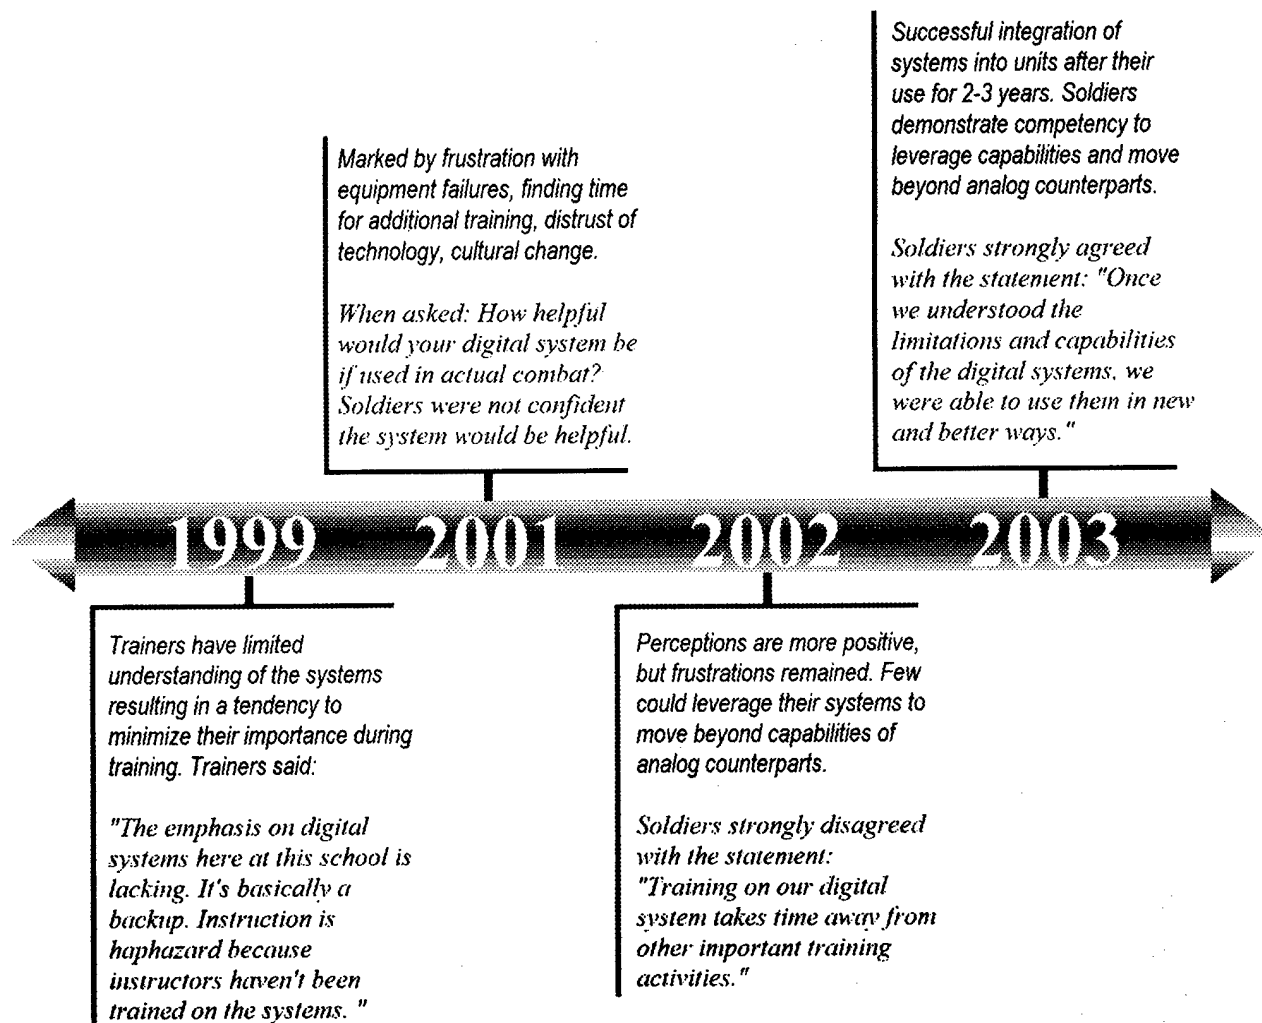 Successful integration of
systems into units after their
use for 2-3 years. Soldiers
demonstrate competency to
leverage capabilities and move
beyond analog counterparts.
Soldiers strongly agreed
with the statement: "Once
we understood the
limitations and capabilities
of the digital systems, we
were able to use them in new
and better ways."
Marked by frustration with
equipment failures, finding time
for additional training, distrust of
technology, cultural change.
When asked: How helpful
would your digital system be
if used in actual combat?
Soldiers were not confident
the system would be helpful.
1999 2001 2002 2003
Trainers have limited
understanding of the systems
resulting in a tendency to
minimize their importance during
training. Trainers said:
"The emphasis on digital
systems here at this school is
lacking. It's basically a
backup. Instruction is
haphazard because
instructors haven't been
trained on the systems. "
Perceptions are more positive,
but frustrations remained. Few
could leverage their systems to
move beyond capabilities of
analog counterparts.
Soldiers strongly disagreed
with the statement:
"Training on our digital
system takes time away from
other important training
activities."